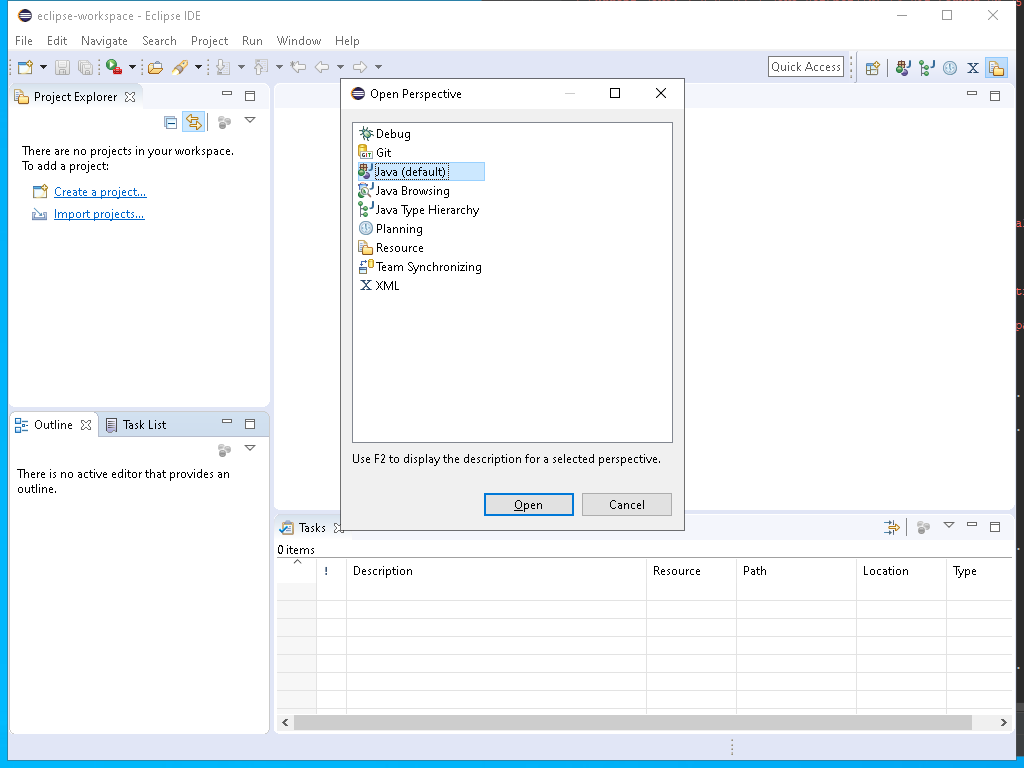 eclipse-workspace - Eclipse IDE
File Edit Navigate Search Project Run Window Help
Quick Access
X
Project Explorer
There are no projects in your workspace.
To add a project:
Create a project...
Import projects...
Outline
Task List
There is no active editor that provides an
outline.
Open Perspective
Debug
GIT Git
Java (default)
Java Browsing
Java Type Hierarchy
Planning
Resource
Team Synchronizing
X XML
Use F2 to display the description for a selected perspective.
Open
Cancel
Tasks
0 items
! Description Resource Path Location Type